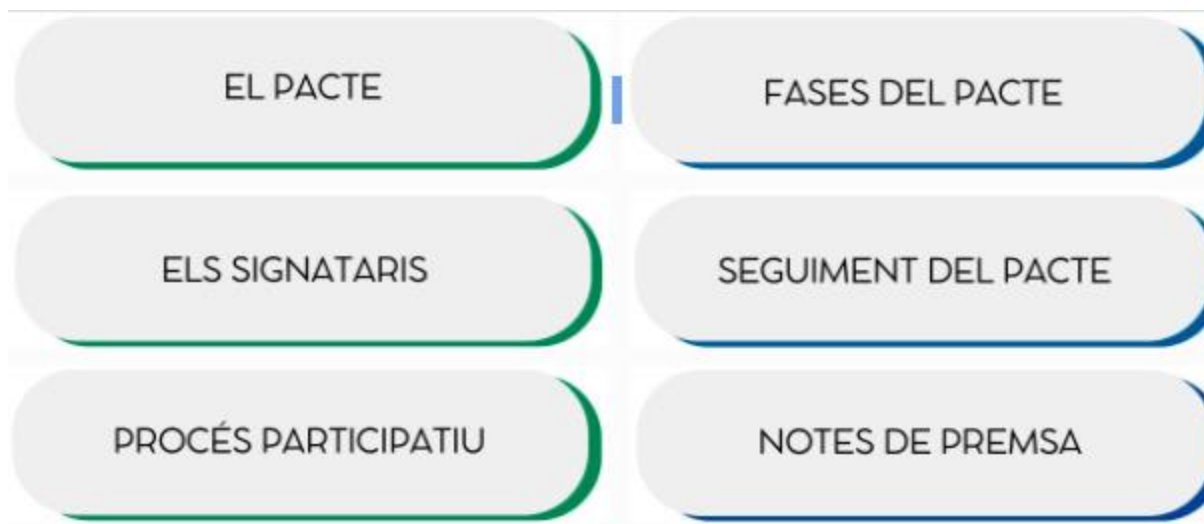 EL PACTE
FASES DEL PACTE
ELS SIGNATARIS
SEGUIMENT DEL PACTE
PROCÉS PARTICIPATIU
NOTES DE PREMSA